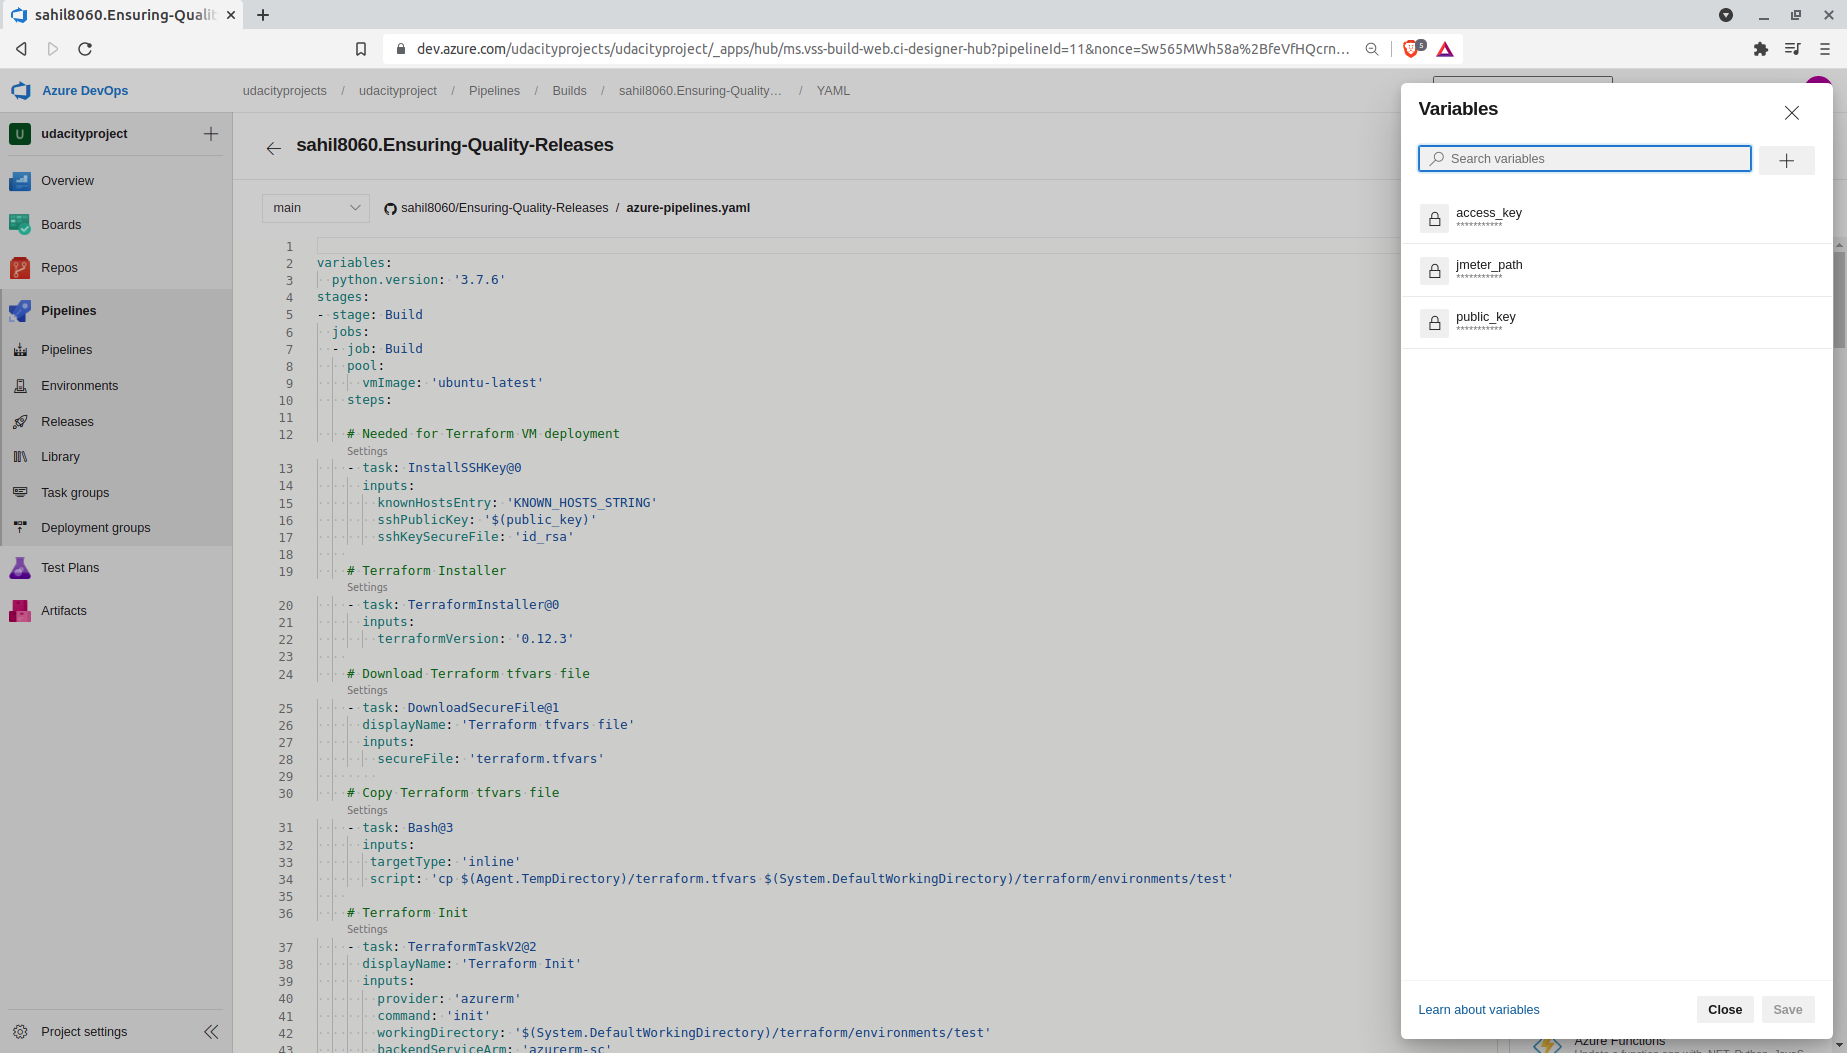 sahil8060.Ensuring-Qualit
dev.azure.com/udacityprojects/udacityproject/_apps/hub/ms.vss-build-web.ci-designer-hub?pipelineId=11&nonce=Sw565MWh58a%2BfeVfHQcrn...
5
Azure DevOps
udacityprojects / udacityproject / Pipelines / Builds / sahil8060.Ensuring-Quality... / YAML
U
udacityproject
Overview
Boards
Repos
Pipelines
Pipelines
Environments
Releases
Library
Task groups
Deployment groups
Test Plans
Artifacts
Project settings
sahil8060.Ensuring-Quality-Releases
main
sahil8060/Ensuring-Quality-Releases / azure-pipelines.yaml
1
2 variables:
3 python.version: '3.7.6'
4 stages:
5 - stage: Build
6 jobs:
7 - job: Build
8 pool:
9 vmImage: 'ubuntu-latest'
10 steps:
11
12 # Needed for Terraform VM deployment
Settings
13 - task: InstallSSHKey@0
14 inputs:
15 knownHostsEntry: 'KNOWN_HOSTS_STRING'
16 sshPublicKey: '$(public_key)'
17 sshKeySecureFile: 'id_rsa'
18
19 # Terraform Installer
Settings
20 - task: TerraformInstaller@0
21 inputs:
22 terraformVersion: '0.12.3'
23
24 # Download Terraform tfvars file
Settings
25 - task: DownloadSecureFile@1
26 displayName: 'Terraform tfvars file'
27 inputs:
28 secureFile: 'terraform.tfvars'
29
30 # Copy Terraform tfvars file
Settings
31 - task: Bash@3
32 inputs:
33 targetType: 'inline'
34 script: 'cp $(Agent.TempDirectory)/terraform.tfvars $(System.DefaultWorkingDirectory)/terraform/environments/test'
35
36 # Terraform Init
Settings
37 - task: TerraformTaskV2@2
38 displayName: 'Terraform Init'
39 inputs:
40 provider: 'azurerm'
41 command: 'init'
42 workingDirectory: '$(System.DefaultWorkingDirectory)/terraform/environments/test'
43 backendServiceArm: 'azurerm-sc'
Variables
Search variables
access_key
***********
jmeter_path
***********
public_key
***********
Learn about variables
Close
Save
Azure Functions